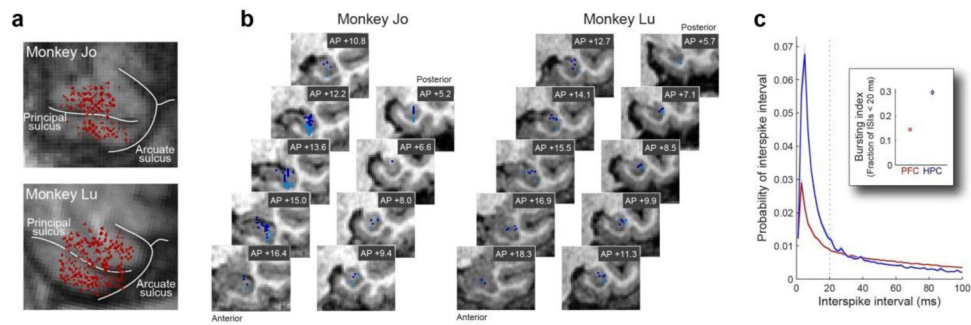 a
Monkey Jo
Principal
sulcus
Arcuate
sulcus
Monkey Lu
Principal
sulcus
Arcuate
sulcus
b
Monkey Jo
AP +10.8
Posterior
AP +12.2
AP +5.2
AP +13.6
AP +6.6
AP +15.0
AP +8.0
AP +16.4
AP +9.4
Anterior
Monkey Lu
Posterior
AP +12.7
AP +5.7
AP +14.1
AP +7.1
AP +15.5
AP +8.5
AP +16.9
AP +9.9
AP +18.3
AP +11.3
Anterior
c
Probability of interspike interval
0.07
0.06
0.05
0.04
0.03
0.02
0.01
0
0 20 40 60 80 100
Interspike interval (ms)
Bursting index
(Fraction of ISIs < 20 ms)
0.3
0.2
0.1
0
PFC HPC